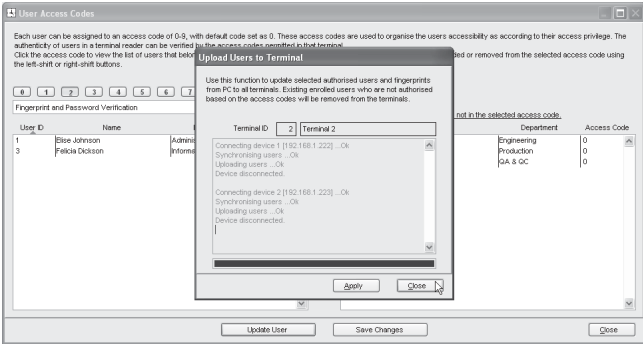 User Access Codes
Each user can be assigned to an access code of 0-9, with default code set as 0. These access codes are used to organise the users accessibility as according to their access privilege. The
authenticity of users in a terminal reader can be verified by the access codes permitted in that terminal.
Click the access code to view the list of users that belon
ded or removed from the selected access code using
the left-shift or right-shift buttons.
0 1 2 3 4 5 6 7
Fingerprint and Password Verification
not in the selected access code.
User ID Name Department Access Code
1 Elise Johnson Adminis Engineering 0
3 Felicia Dickson Informa Production 0
QA & QC 0
Upload Users to Terminal
Use this function to update selected authorised users and fingerprints
from PC to all terminals. Existing enrolled users who are not authorised
based on the access codes will be removed from the terminals.
Terminal ID 2 Terminal 2
Connecting device 1 [192.168.1.222] ...Ok
Synchronising users ...Ok
Uploading users ...Ok
Device disconnected.
Connecting device 2 [192.168.1.223] ...Ok
Synchronising users ...Ok
Uploading users ...Ok
Device disconnected.
Apply Close
Update User Save Changes Close